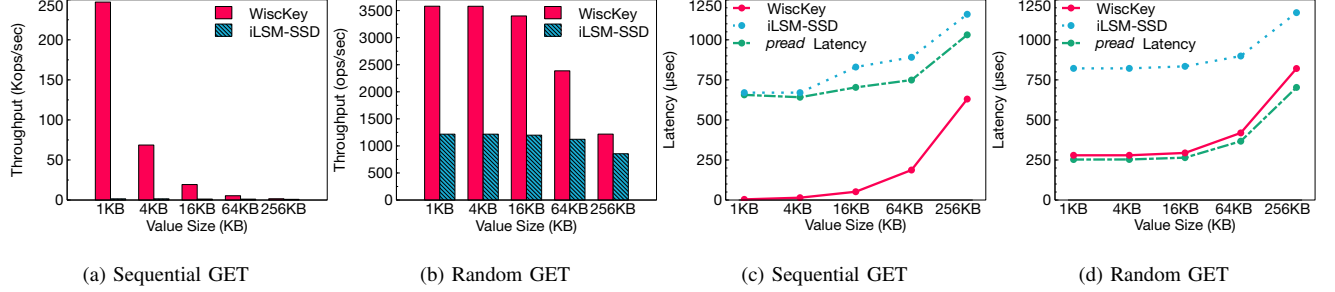 WiscKey
iLSM-SSD
250
200
150
100
50
0
Throughput (Kops/sec)
1KB 4KB 16KB 64KB 256KB
Value Size (KB)
(a) Sequential GET
WiscKey
iLSM-SSD
3500
3000
2500
2000
1500
1000
500
0
Throughput (ops/sec)
1KB 4KB 16KB 64KB 256KB
Value Size (KB)
(b) Random GET
WiscKey
iLSM-SSD
pread Latency
1250
1000
750
500
250
0
Latency (μsec)
1KB 4KB 16KB 64KB 256KB
Value Size (KB)
(c) Sequential GET
WiscKey
iLSM-SSD
pread Latency
1250
1000
750
500
250
0
Latency (μsec)
1KB 4KB 16KB 64KB 256KB
Value Size (KB)
(d) Random GET